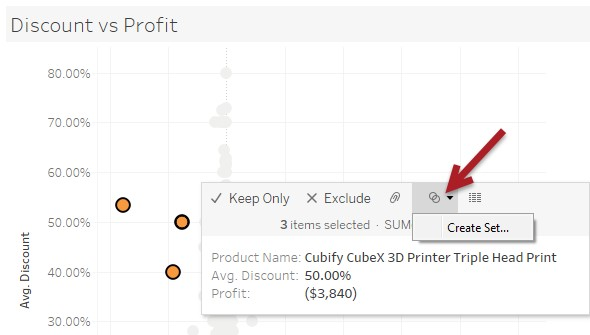 Discount vs Profit
80.00%
70.00%
60.00%
Keep Only Exclude
50.00%
3 items selected · SUM
Create Set...
Product Name: Cubify CubeX 3D Printer Triple Head Print
Avg. Discount: 50.00%
40.00%
Profit: ($3,840)
30.00%
Avg. Discount